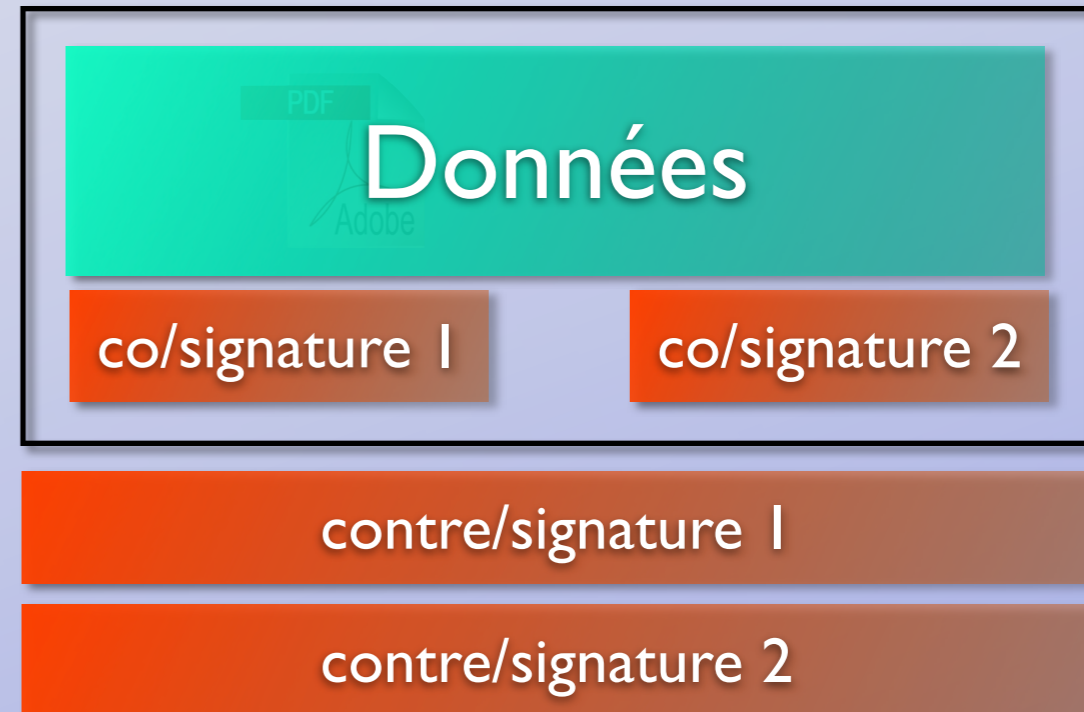 PDF
Données
Adobe
co/signature 1
co/signature 2
contre/signature 1
contre/signature 2